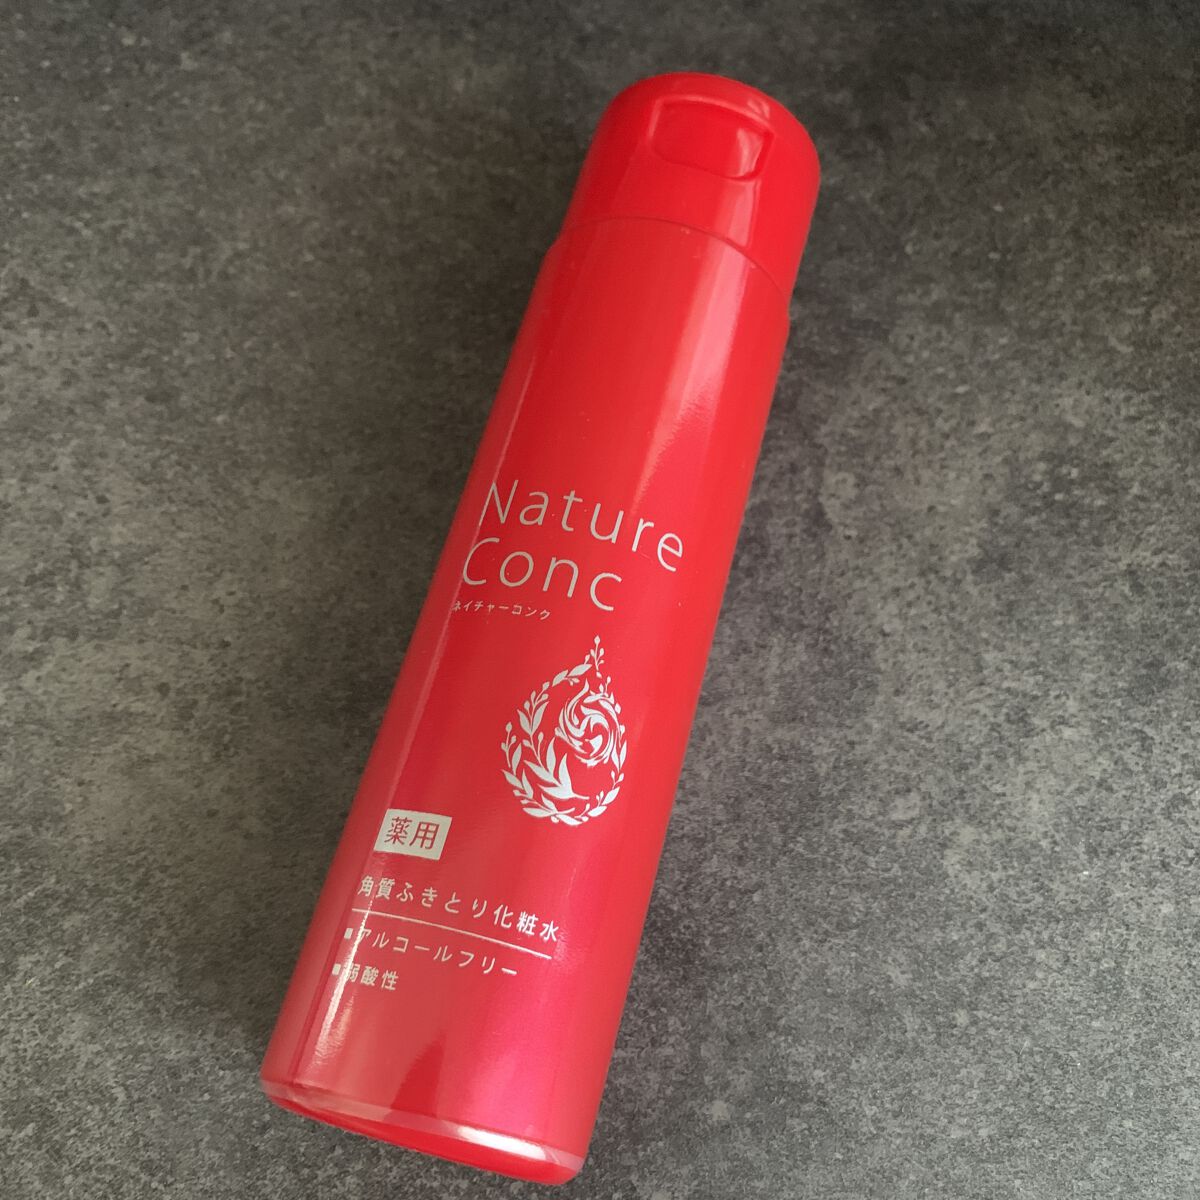 Nature
Conc
ネイチャーコンク
薬用
角質ふきとり化粧水
■アルコールフリー
■弱酸性